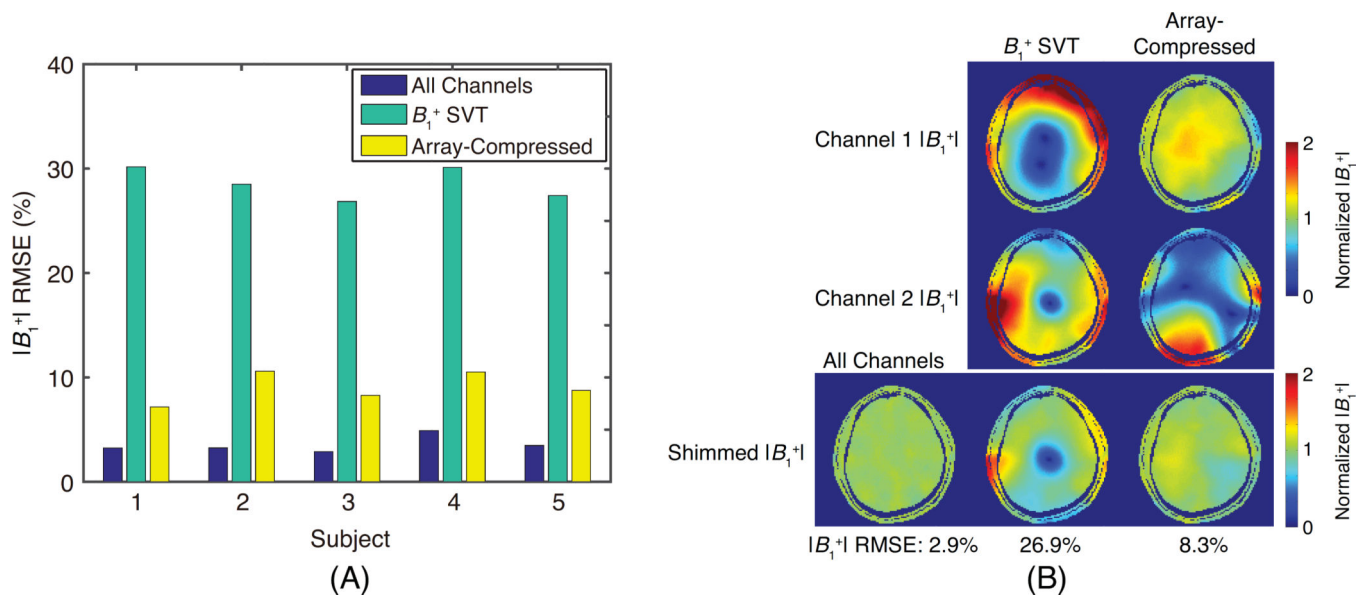 40
30
20
10
0
|B₁⁺| RMSE (%)
All Channels
B₁⁺ SVT
Array-Compressed
1 2 3 4 5
Subject
(A)
Array-
B₁⁺ SVT Compressed
Channel 1 |B₁⁺|
2
1
0
Normalized |B₁⁺|
Channel 2 |B₁⁺|
All Channels
2
1
0
Normalized |B₁⁺|
Shimmed |B₁⁺|
|B₁⁺| RMSE: 2.9% 26.9% 8.3%
(B)